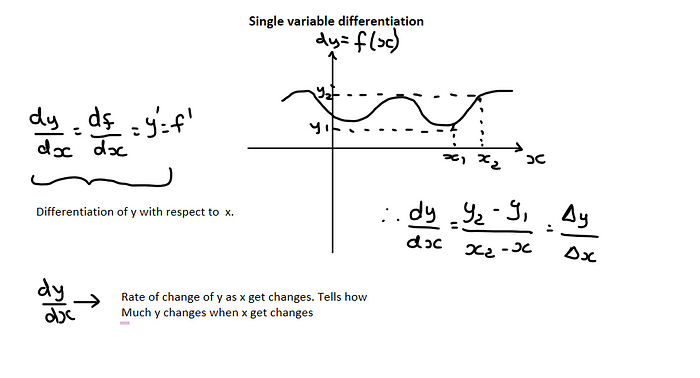 Single variable differentiation
dy = f(x)
y₂
y₁
x₁ x₂ x
dy/dx = df/dx = y' = f'
Differentiation of y with respect to x.
∴ dy/dx = y₂ - y₁/x₂ - x = Δy/Δx
dy/dx → Rate of change of y as x get changes. Tells how
Much y changes when x get changes